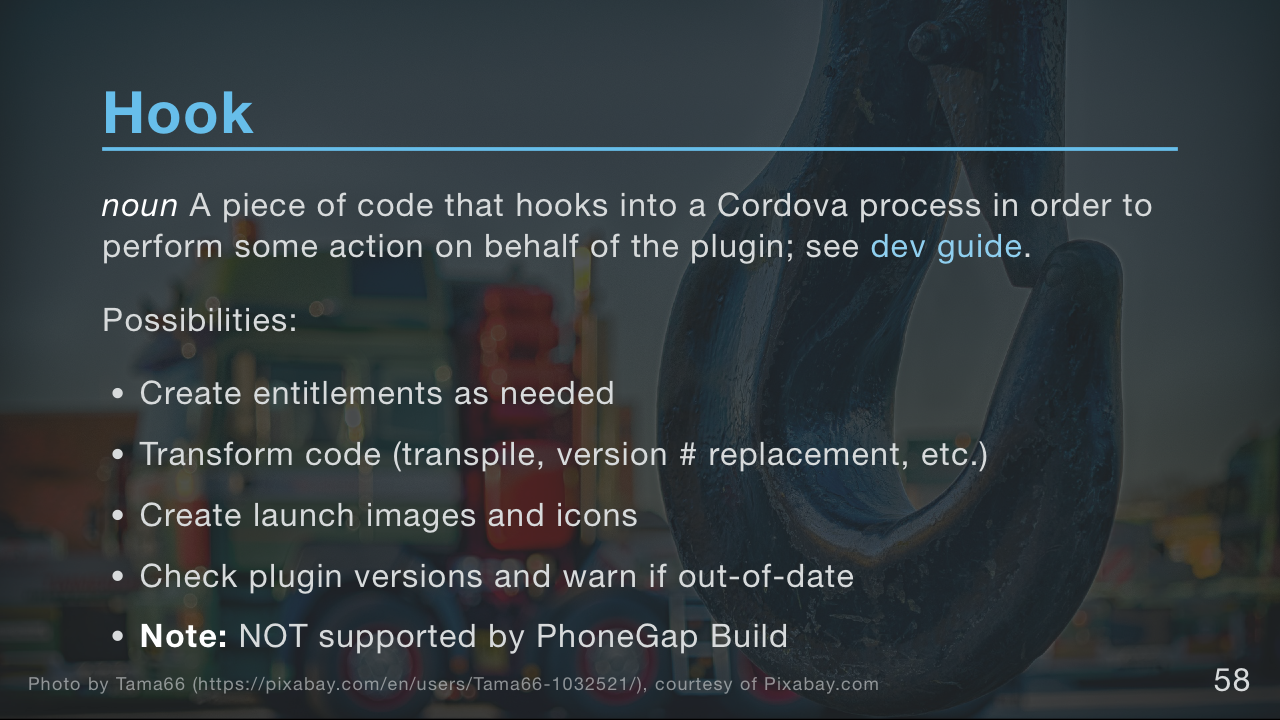 Hook
noun A piece of code that hooks into a Cordova process in order to
perform some action on behalf of the plugin; see dev guide.
Possibilities:
• Create entitlements as needed
• Transform code (transpile, version # replacement, etc.)
• Create launch images and icons
• Check plugin versions and warn if out-of-date
• Note: NOT supported by PhoneGap Build
Photo by Tama66 (https://pixabay.com/en/users/Tama66-1032521/), courtesy of Pixabay.com
58